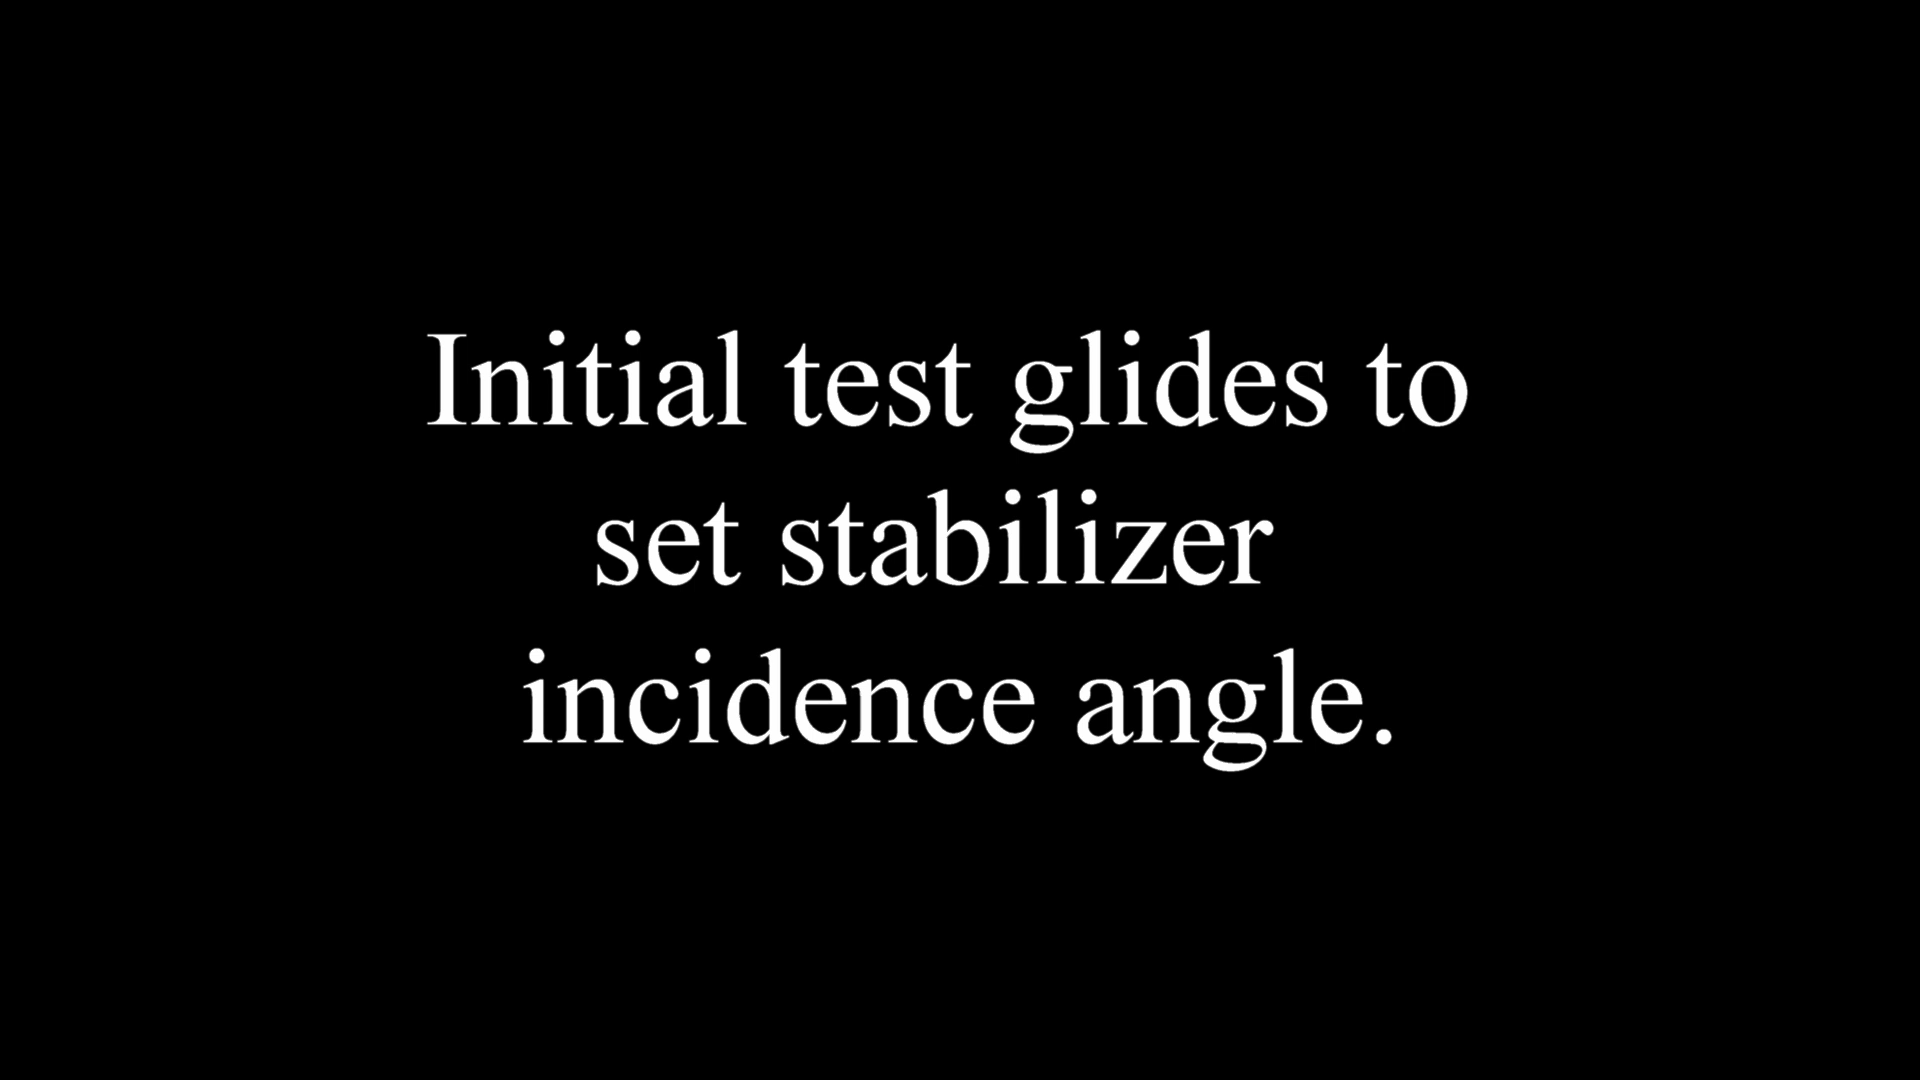 Initial test glides to
set stabilizer
incidence angle.